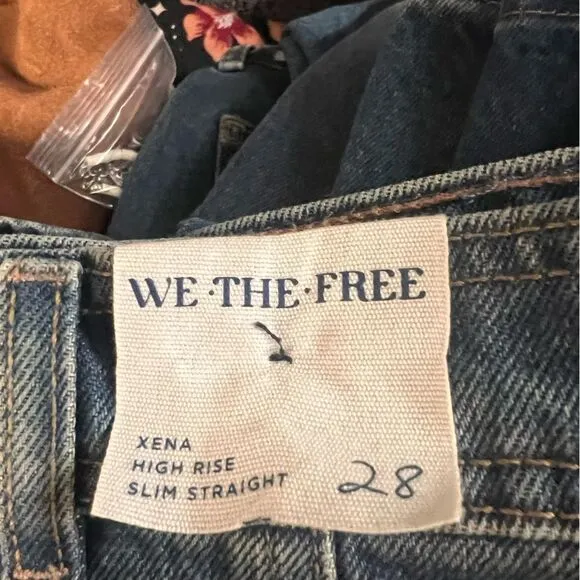 WE·THE·FREE
XENA
HIGH RISE
SLIM STRAIGHT
28